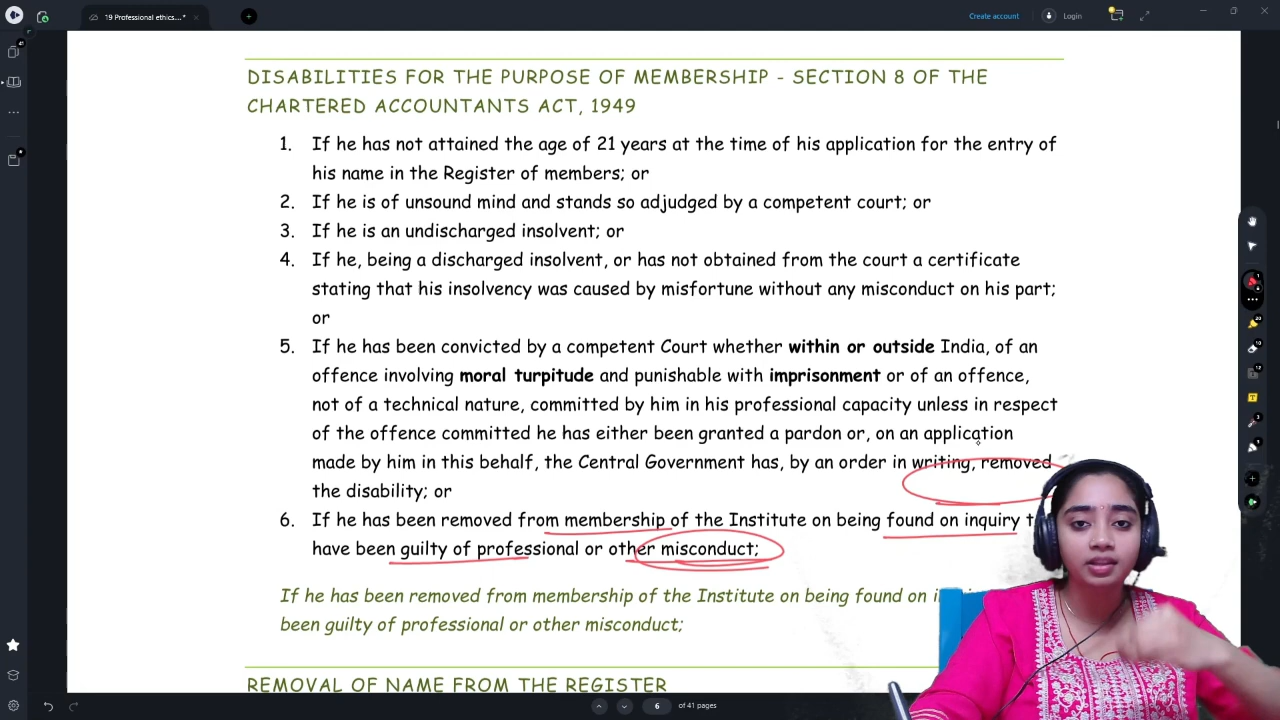 19 Professional ethics....*
Create account
Login
DISABILITIES FOR THE PURPOSE OF MEMBERSHIP - SECTION 8 OF THE
CHARTERED ACCOUNTANTS ACT, 1949
1. If he has not attained the age of 21 years at the time of his application for the entry of
his name in the Register of members; or
2. If he is of unsound mind and stands so adjudged by a competent court; or
3. If he is an undischarged insolvent; or
4. If he, being a discharged insolvent, or has not obtained from the court a certificate
stating that his insolvency was caused by misfortune without any misconduct on his part;
or
5. If he has been convicted by a competent Court whether within or outside India, of an
offence involving moral turpitude and punishable with imprisonment or of an offence,
not of a technical nature, committed by him in his professional capacity unless in respect
of the offence committed he has either been granted a pardon or, on an application
made by him in this behalf, the Central Government has, by an order in writing, removed
the disability; or
6. If he has been removed from membership of the Institute on being found on inquiry
have been guilty of professional or other misconduct;
If he has been removed from membership of the Institute on being found on
been guilty of professional or other misconduct;
REMOVAL OF NAME FROM THE REGISTER
6 of 41 pages